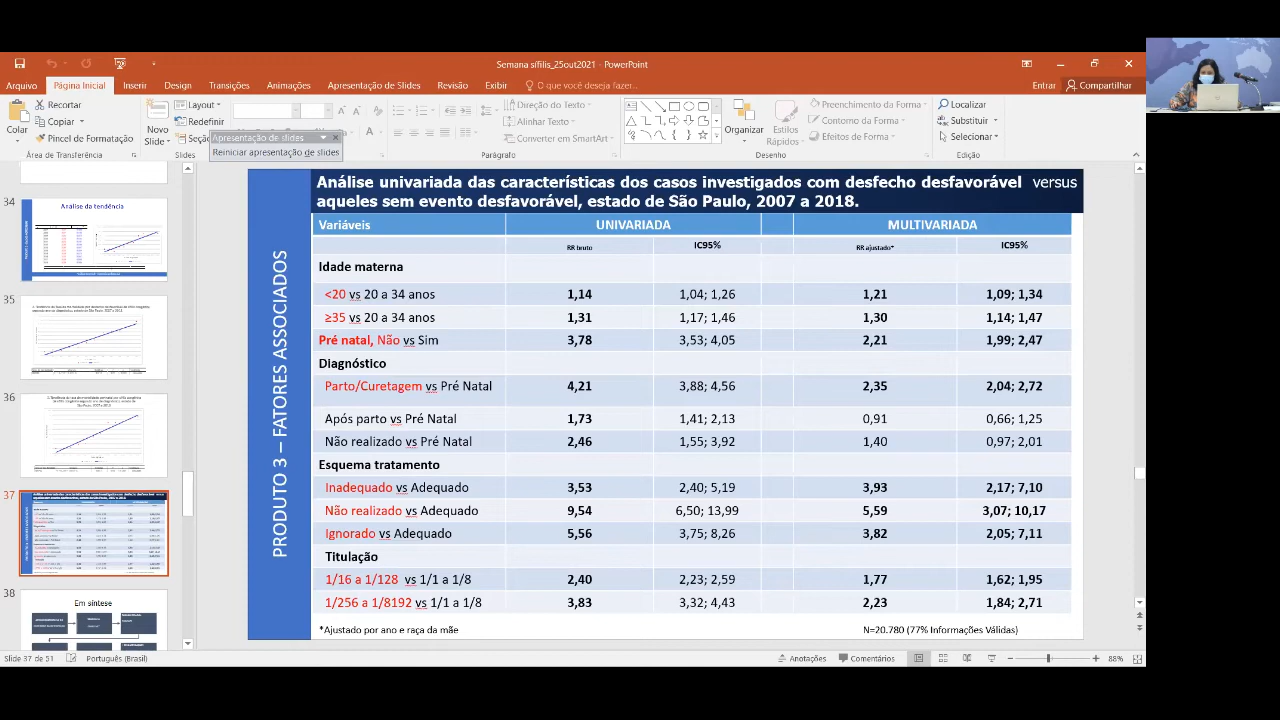 Semana sífilis_25out2021 - PowerPoint
Arquivo Página Inicial Inserir Design Transições Animações Apresentação de Slides Revisão Exibir O que você deseja fazer... Entrar Compartilhar
Colar
Recortar
Copiar
Pincel de Formatação
Área de Transferência
Novo
Slide
Layout
Redefinir
Seção
Slides
Apresentação de slides
Reiniciar apresentação de slides
Direção do Texto
Alinhar Texto
Converter em SmartArt
Parágrafo
Organizar
Estilos
Rápidos
Preenchimento da Forma
Contorno da Forma
Efeitos de Forma
Desenho
Localizar
Substituir
Selecionar
Edição
34
Análise da tendência
35
36
37
38
Em síntese
PRODUTO 3 – FATORES ASSOCIADOS
Análise univariada das características dos casos investigados com desfecho desfavorável versus
aqueles sem evento desfavorável, estado de São Paulo, 2007 a 2018.
Variáveis UNIVARIADA MULTIVARIADA
RR bruto IC95% RR ajustado* IC95%
Idade materna
<20 vs 20 a 34 anos 1,14 1,04; 1,26 1,21 1,09; 1,34
≥35 vs 20 a 34 anos 1,31 1,17; 1,46 1,30 1,14; 1,47
Pré natal, Não vs Sim 3,78 3,53; 4,05 2,21 1,99; 2,47
Diagnóstico
Parto/Curetagem vs Pré Natal 4,21 3,88; 4,56 2,35 2,04; 2,72
Após parto vs Pré Natal 1,73 1,41; 2,13 0,91 0,66; 1,25
Não realizado vs Pré Natal 2,46 1,55; 3,92 1,40 0,97; 2,01
Esquema tratamento
Inadequado vs Adequado 3,53 2,40; 5,19 3,93 2,17; 7,10
Não realizado vs Adequado 9,54 6,50; 13,99 5,59 3,07; 10,17
Ignorado vs Adequado 5,56 3,75; 8,23 3,82 2,05; 7,11
Titulação
1/16 a 1/128 vs 1/1 a 1/8 2,40 2,23; 2,59 1,77 1,62; 1,95
1/256 a 1/8192 vs 1/1 a 1/8 3,83 3,32; 4,43 2,23 1,84; 2,71
*Ajustado por ano e raça da mãe N=20.780 (77% Informações Válidas)
Slide 37 de 51 Português (Brasil) Anotações Comentários 88%